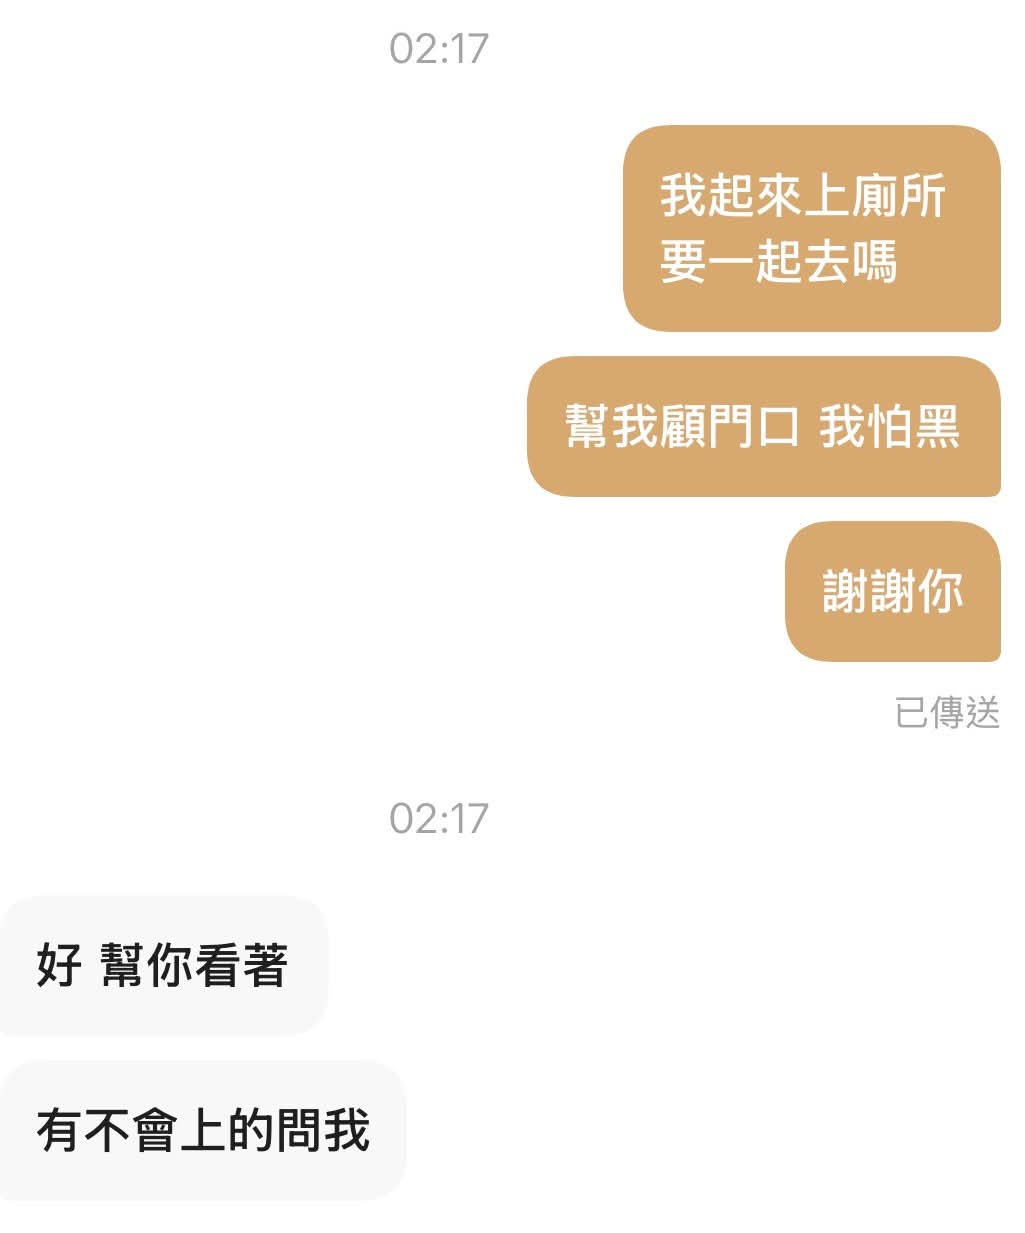 02:17
我起來上廁所
要一起去嗎
幫我顧門口 我怕黑
謝謝你
已傳送
02:17
好 幫你看著
有不會上的問我